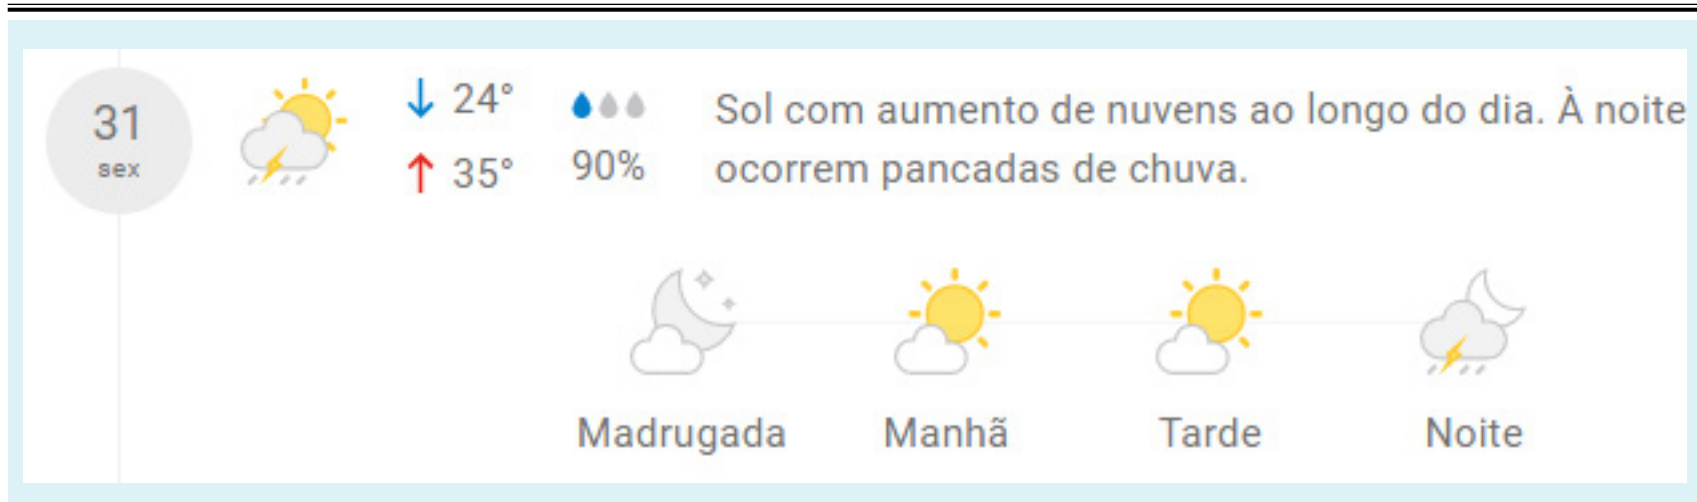 31
sex
↓ 24°
↑ 35°
90%
Sol com aumento de nuvens ao longo do dia. À noite
ocorrem pancadas de chuva.
Madrugada Manhã Tarde Noite